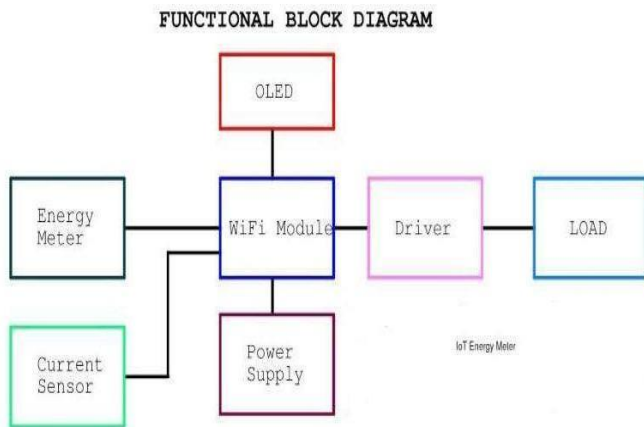 FUNCTIONAL BLOCK DIAGRAM
OLED
Energy
Meter
WiFi Module
Driver
LOAD
Current
Sensor
Power
Supply
IoT Energy Meter